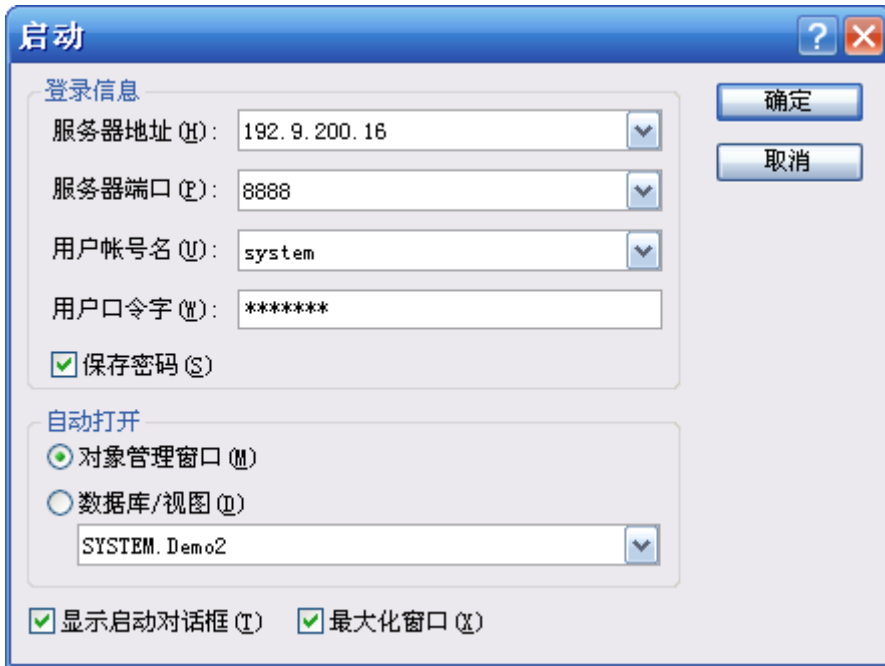 启动
登录信息
服务器地址(H): 192.9.200.16
确定
服务器端口(P): 8888
取消
用户帐号名(U): system
用户口令字(W): *******
保存密码(S)
自动打开
对象管理窗口(M)
数据库/视图(D)
SYSTEM.Demo2
显示启动对话框(T) 最大化窗口(X)